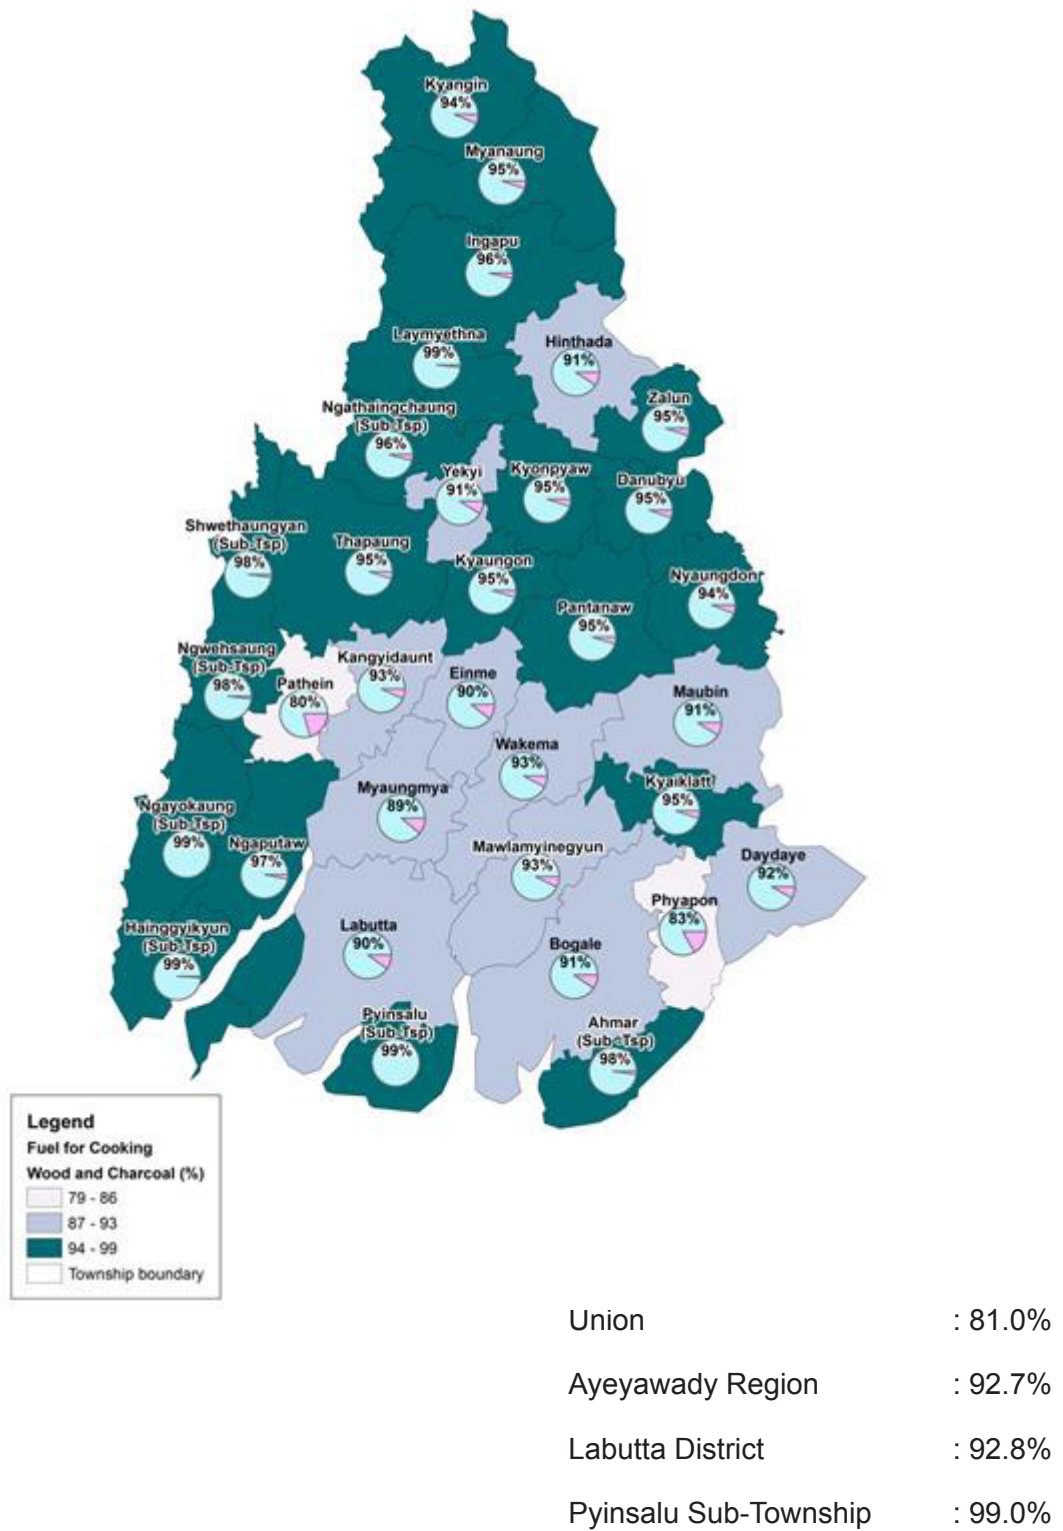 Kyangin
94%
Myanaung
95%
Ingapu
96%
Laymyethna
99%
Hinthada
91%
Zalun
95%
Ngathaingchaung
(Sub-Tsp)
96%
Yekyi
91%
Kyonpyaw
95%
Danubyu
95%
Shwethaungyan
(Sub-Tsp)
98%
Thapaung
95%
Kyaungon
95%
Nyaungdon
94%
Pantanaw
95%
Ngwehsaung
(Sub-Tsp)
98%
Pathein
80%
Kangyidaunt
93%
Einme
90%
Maubin
91%
Wakema
93%
Myaungmya
89%
Kyaiklatt
95%
Ngayokaung
(Sub-Tsp)
99%
Ngaputaw
97%
Mawlamyinegyun
93%
Daydaye
92%
Phyapon
83%
Hainggyikyun
(Sub-Tsp)
99%
Labutta
90%
Bogale
91%
Pyinsalu
(Sub-Tsp)
99%
Ahmar
(Sub-Tsp)
98%
Legend
Fuel for Cooking
Wood and Charcoal (%)
79 - 86
87 - 93
94 - 99
Township boundary
Union : 81.0%
Ayeyawady Region : 92.7%
Labutta District : 92.8%
Pyinsalu Sub-Township : 99.0%